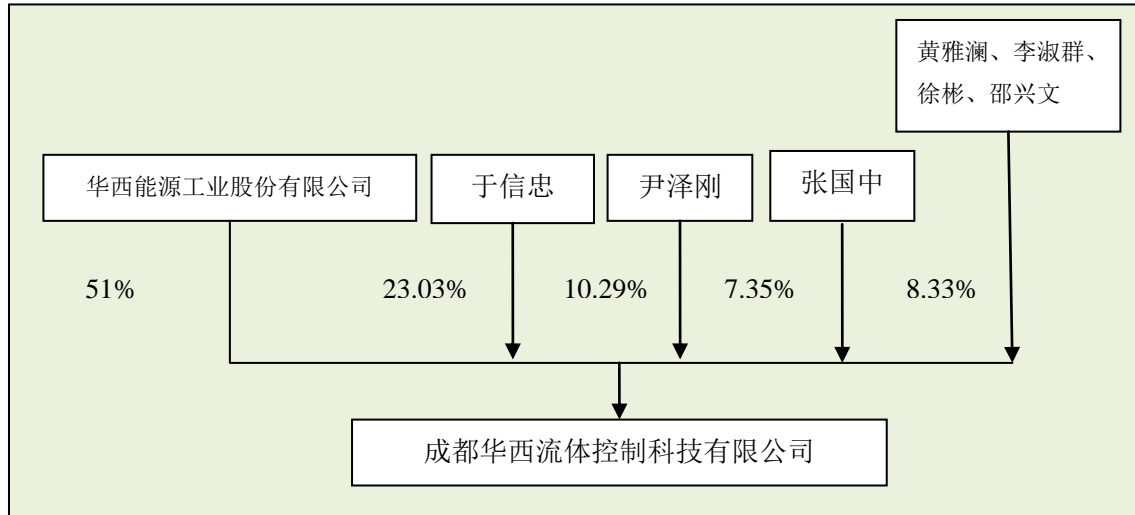 黄雅澜、李淑群、
徐彬、邵兴文
华西能源工业股份有限公司
于信忠
尹泽刚
张国中
51%
23.03%
10.29%
7.35%
8.33%
成都华西流体控制科技有限公司